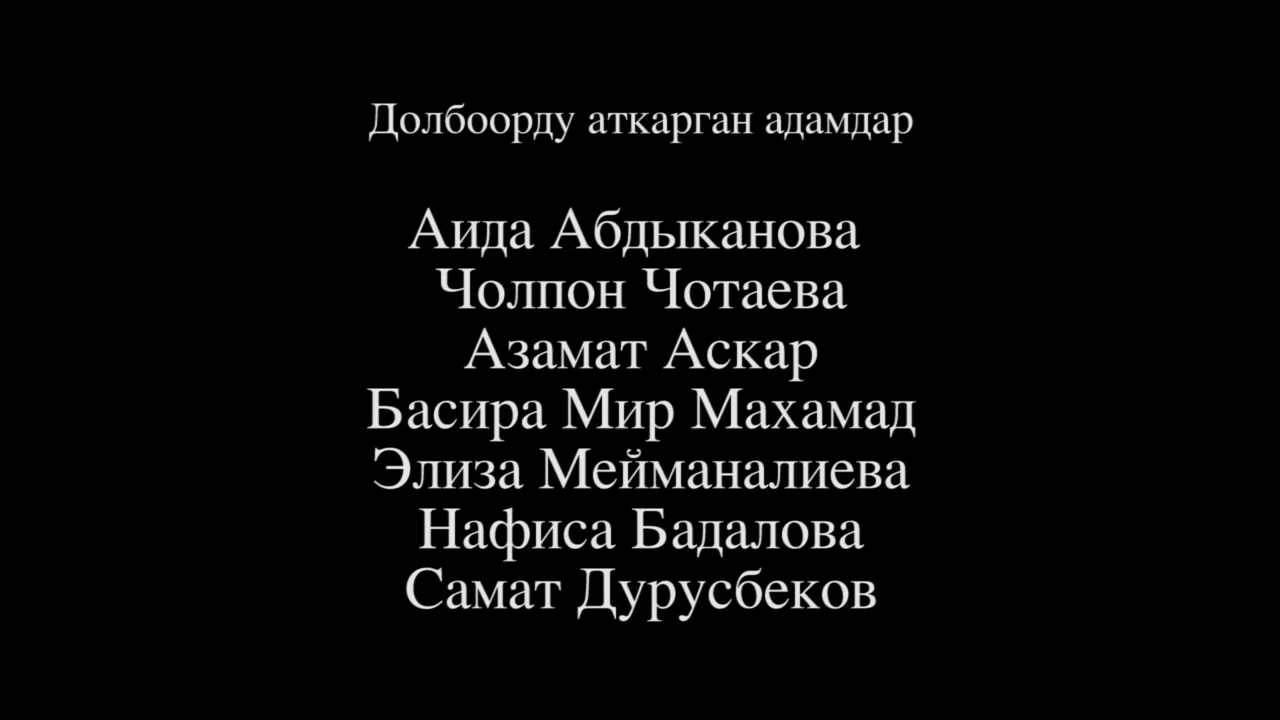 Долбоорду аткарган адамдар
Аида Абдыканова
Чолпон Чотаева
Азамат Аскар
Басира Мир Махамад
Элиза Мейманалиева
Нафиса Бадалова
Самат Дурусбеков